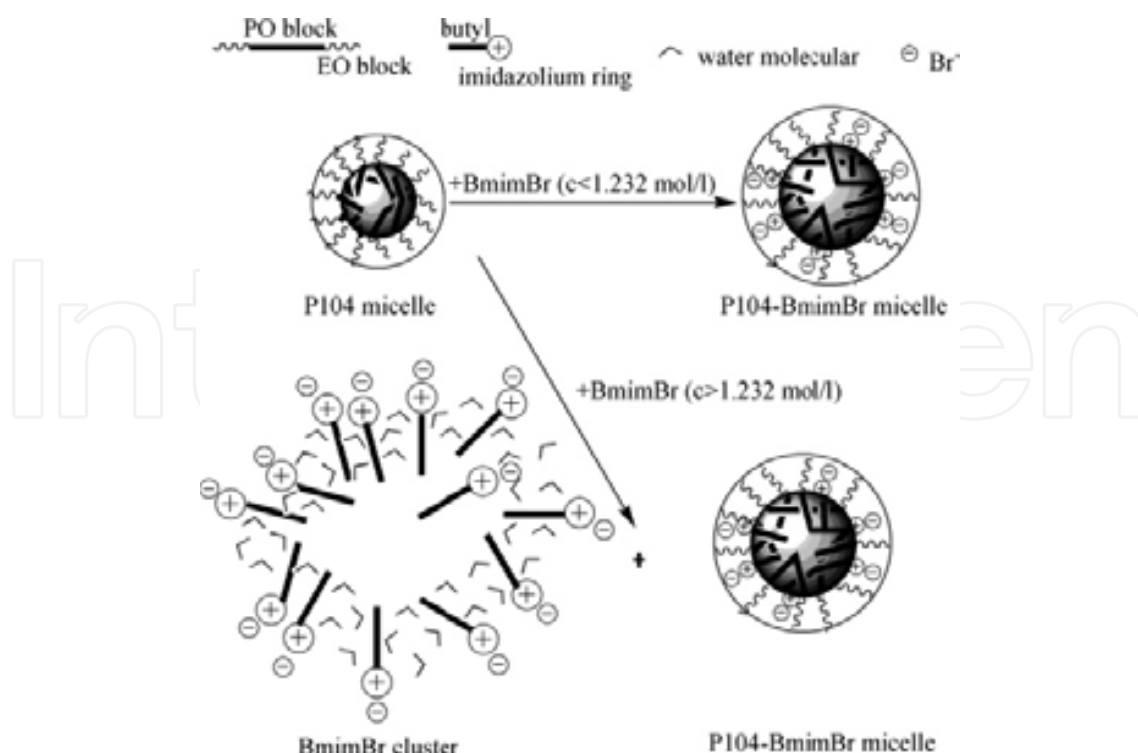 PO block
EO block
butyl
imidazolium ring
water molecular
Br⁻
+BmimBr (c<1.232 mol/l)
P104 micelle
P104-BmimBr micelle
+BmimBr (c>1.232 mol/l)
+
BmimBr cluster
P104-BmimBr micelle